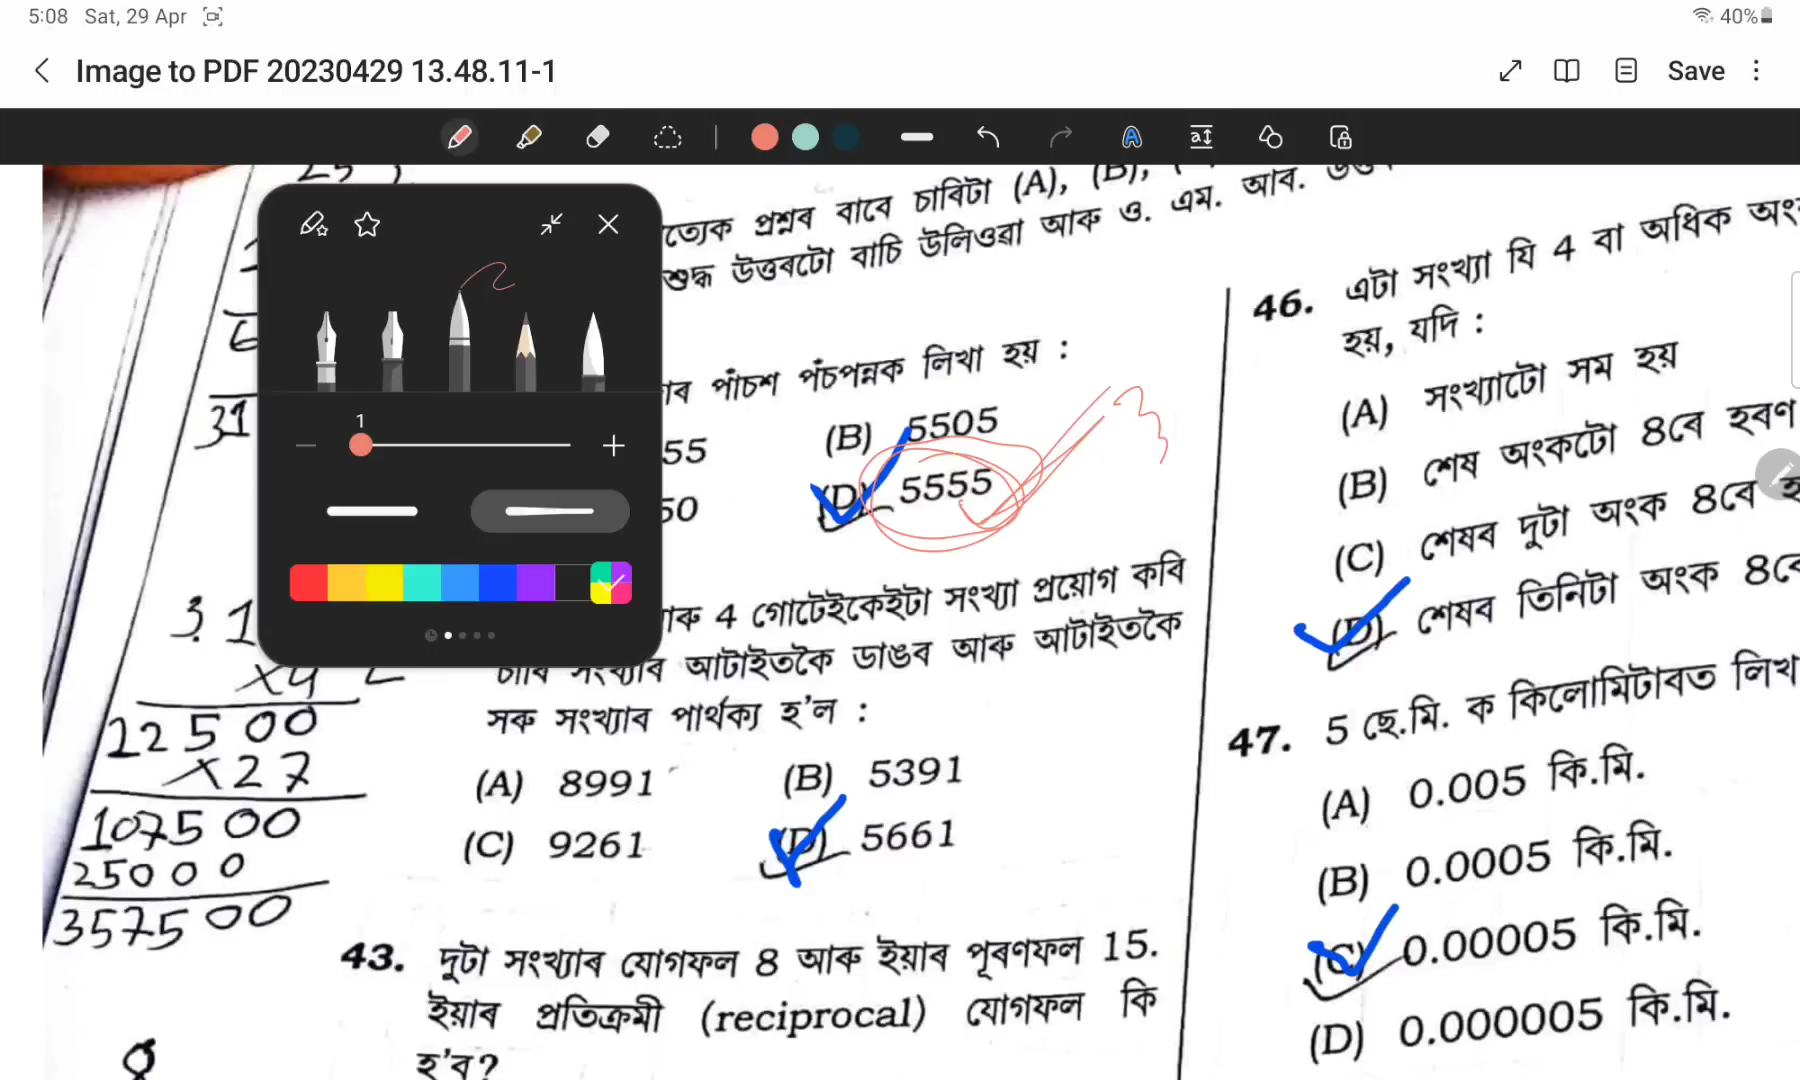 5:08 Sat, 29 Apr
40%
Image to PDF 20230429 13.48.11-1
Save
1
ত্যেক প্ৰশ্নৰ বাবে চাৰিটা (A), (B),
শুদ্ধ উত্তৰটো বাচি উলিওৱা আৰু ও. এম. আৰ.
পাঁচশ পঁচপন্নক লিখা হয় :
55 (B) 5505
50 (D) 5555
4 গোটেইকেইটা সংখ্যা প্ৰয়োগ কৰি
আটাইতকৈ ডাঙৰ আৰু আটাইতকৈ
সৰু সংখ্যাৰ পাৰ্থক্য হ'ল :
(A) 8991 (B) 5391
(C) 9261 (D) 5661
43. দুটা সংখ্যাৰ যোগফল 8 আৰু ইয়াৰ পূৰণফল 15.
ইয়াৰ প্ৰতিক্ৰমী (reciprocal) যোগফল কি
হ'ব?
46. এটা সংখ্যা যি 4 বা অধিক
হয়, যদি :
(A) সংখ্যাটো সম হয়
(B) শেষ অংকটো 8ৰে হৰণ
(C) শেষৰ দুটা অংক 8ৰে
(D) শেষৰ তিনিটা অংক 8ৰে
47. 5 ছে.মি. ক কিলোমিটাৰত
(A) 0.005 কি.মি.
(B) 0.0005 কি.মি.
(C) 0.00005 কি.মি.
(D) 0.000005 কি.মি.
31
3.1
x4
22500
x27
107500
25000
357500
8